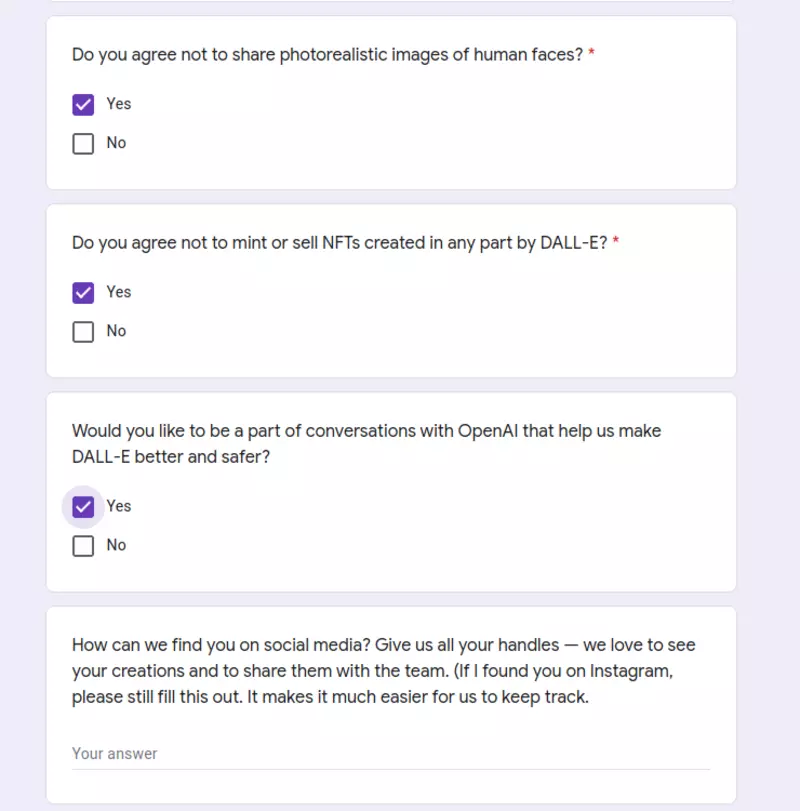 Do you agree not to share photorealistic images of human faces? *
Yes
No
Do you agree not to mint or sell NFTs created in any part by DALL-E? *
Yes
No
Would you like to be a part of conversations with OpenAI that help us make
DALL-E better and safer?
Yes
No
How can we find you on social media? Give us all your handles — we love to see
your creations and to share them with the team. (If I found you on Instagram,
please still fill this out. It makes it much easier for us to keep track.
Your answer